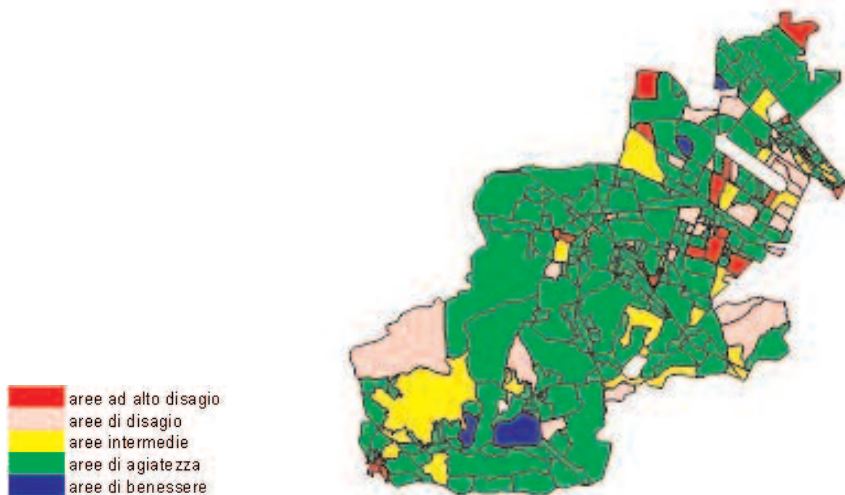 aree ad alto disagio
aree di disagio
aree intermedie
aree di agiatezza
aree di benessere